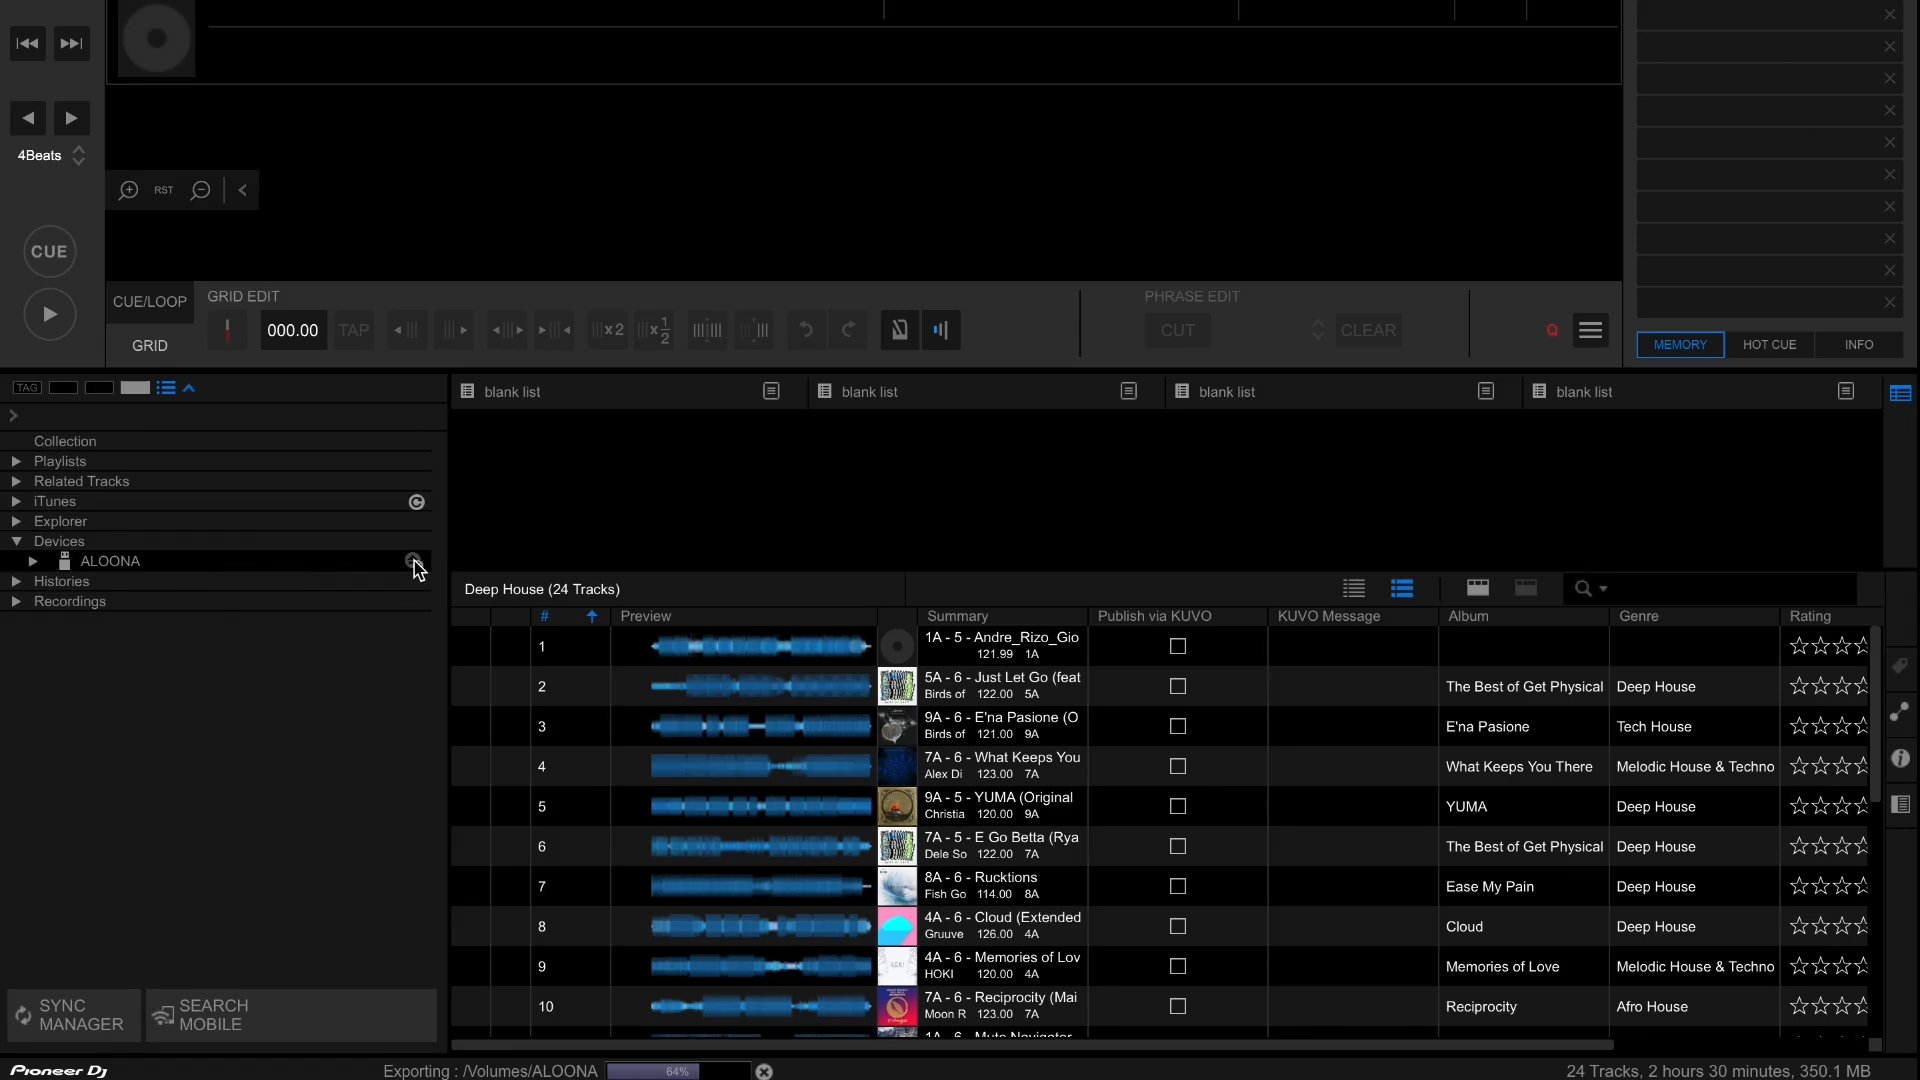 4Beats
RST
CUE
CUE/LOOP
GRID
GRID EDIT
000.00
TAP
x2
x 1/2
PHRASE EDIT
CUT
CLEAR
Q
MEMORY
HOT CUE
INFO
TAG
blank list
blank list
blank list
blank list
Collection
Playlists
Related Tracks
iTunes
Explorer
Devices
ALOONA
Histories
Recordings
Deep House (24 Tracks)
# Preview Summary Publish via KUVO KUVO Message Album Genre Rating
1 1A - 5 - Andre_Rizo_Gio
121.99 1A
2 5A - 6 - Just Let Go (feat The Best of Get Physical Deep House
Birds of 122.00 5A
3 9A - 6 - E'na Pasione (O E'na Pasione Tech House
Birds of 121.00 9A
4 7A - 6 - What Keeps You What Keeps You There Melodic House & Techno
Alex Di 123.00 7A
5 9A - 5 - YUMA (Original YUMA Deep House
Christia 120.00 9A
6 7A - 5 - E Go Betta (Rya The Best of Get Physical Deep House
Dele So 122.00 7A
7 8A - 6 - Rucktions Ease My Pain Deep House
Fish Go 114.00 8A
8 4A - 6 - Cloud (Extended Cloud Deep House
Gruuve 126.00 4A
9 4A - 6 - Memories of Lov Memories of Love Melodic House & Techno
HOKI 120.00 4A
10 7A - 6 - Reciprocity (Mai Reciprocity Afro House
Moon R 123.00 7A
SYNC
MANAGER
SEARCH
MOBILE
Pioneer Dj
Exporting : /Volumes/ALOONA 64%
24 Tracks, 2 hours 30 minutes, 350.1 MB